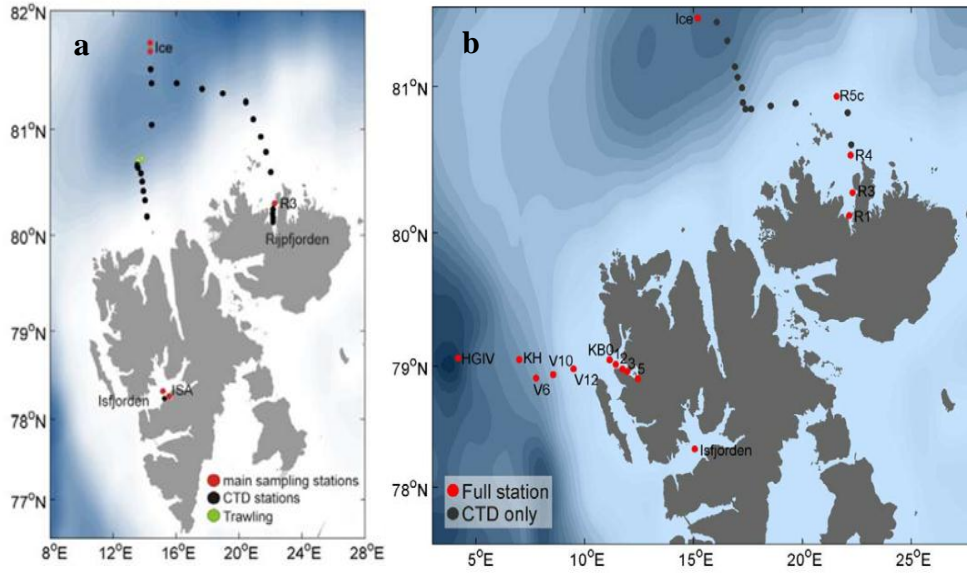 a
82°N
81°N
80°N
79°N
78°N
77°N
Ice
R3
Rijpfjorden
ISA
Isfjorden
main sampling stations
CTD stations
Trawling
8°E 12°E 16°E 20°E 24°E 28°E
b
81°N
80°N
79°N
78°N
Ice
R5c
R4
R3
R1
HGIV
KH
V10
KB0
1
2
3
5
V6
V12
Isfjorden
Full station
CTD only
5°E 10°E 15°E 20°E 25°E